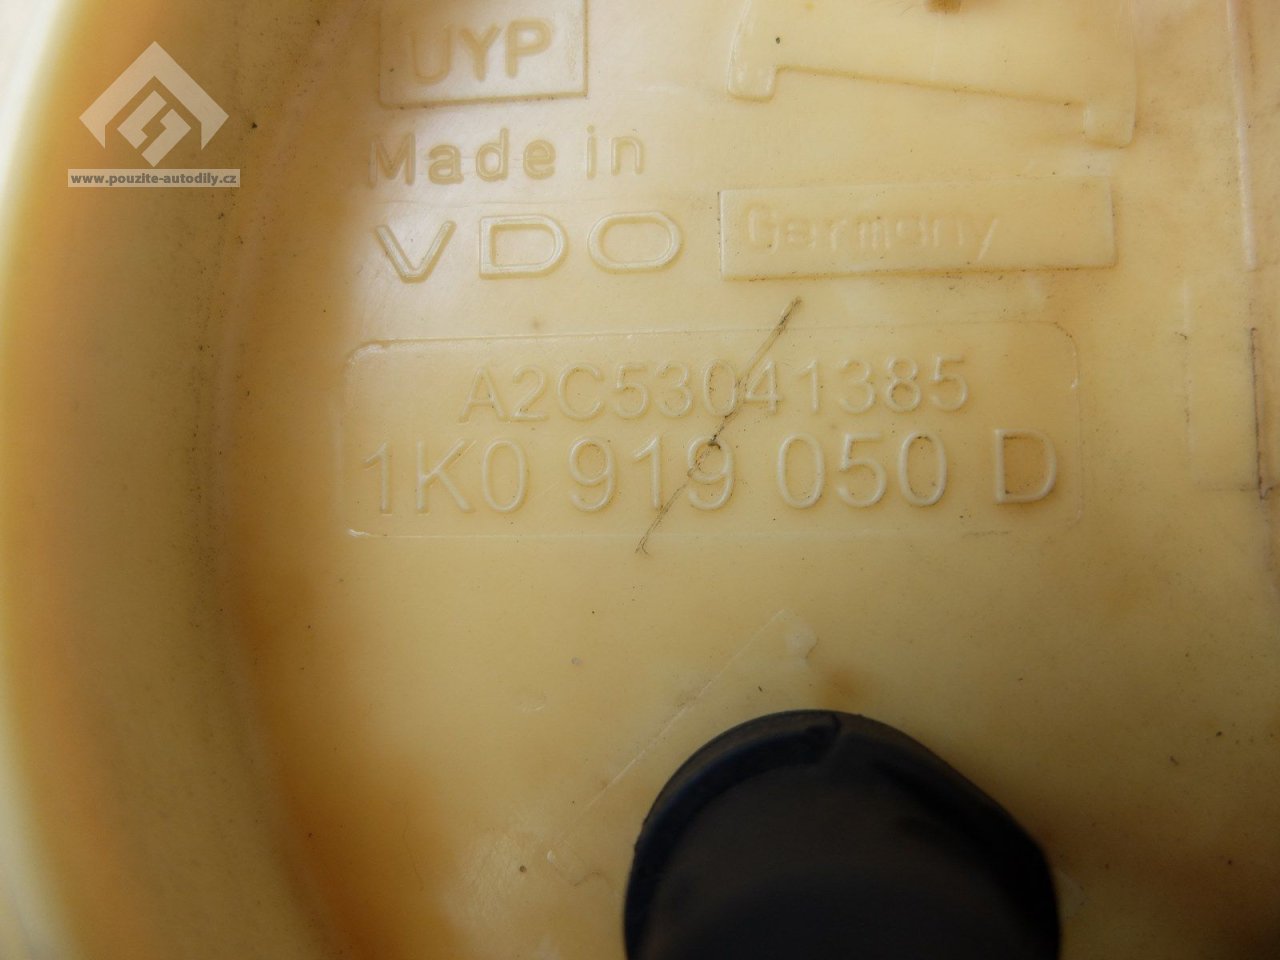 UYP
Made in
VDO Germany
A2C53041385
1K0 919 050 D
www.pouzite-autodily.cz